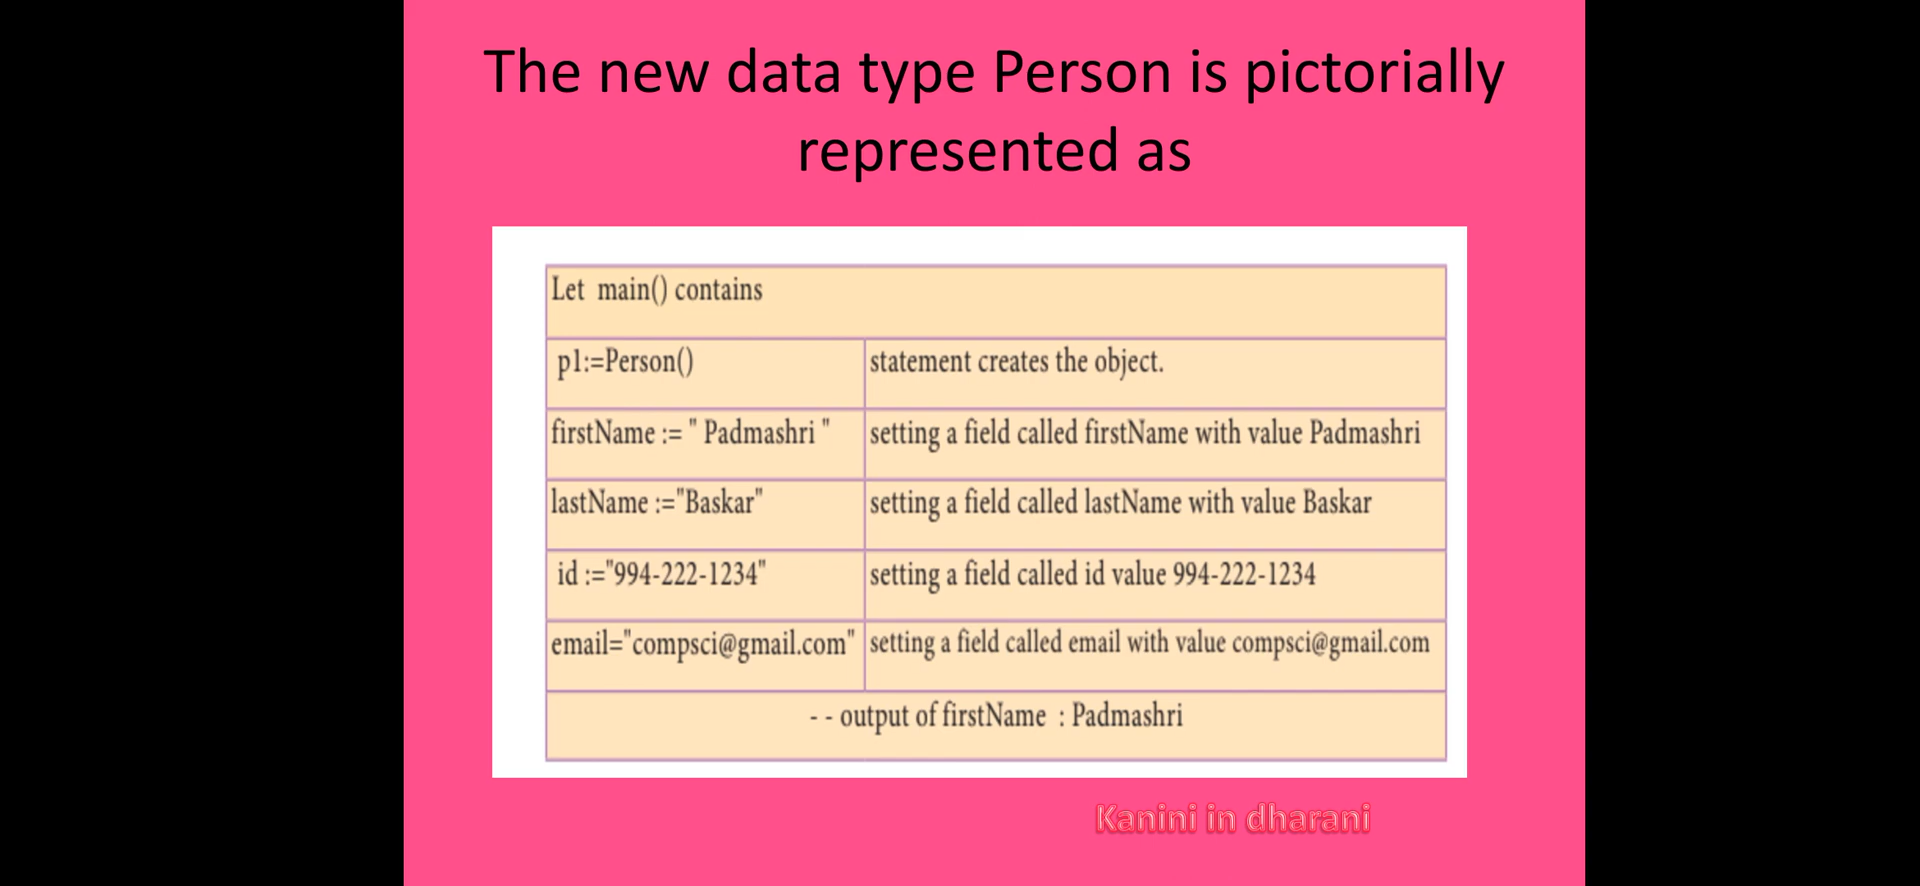 The new data type Person is pictorially
represented as
Let main() contains
p1:=Person() statement creates the object.
firstName := " Padmashri " setting a field called firstName with value Padmashri
lastName :="Baskar" setting a field called lastName with value Baskar
id :="994-222-1234" setting a field called id value 994-222-1234
email="compsci@gmail.com" setting a field called email with value compsci@gmail.com
- - output of firstName : Padmashri
Kanini in dharani